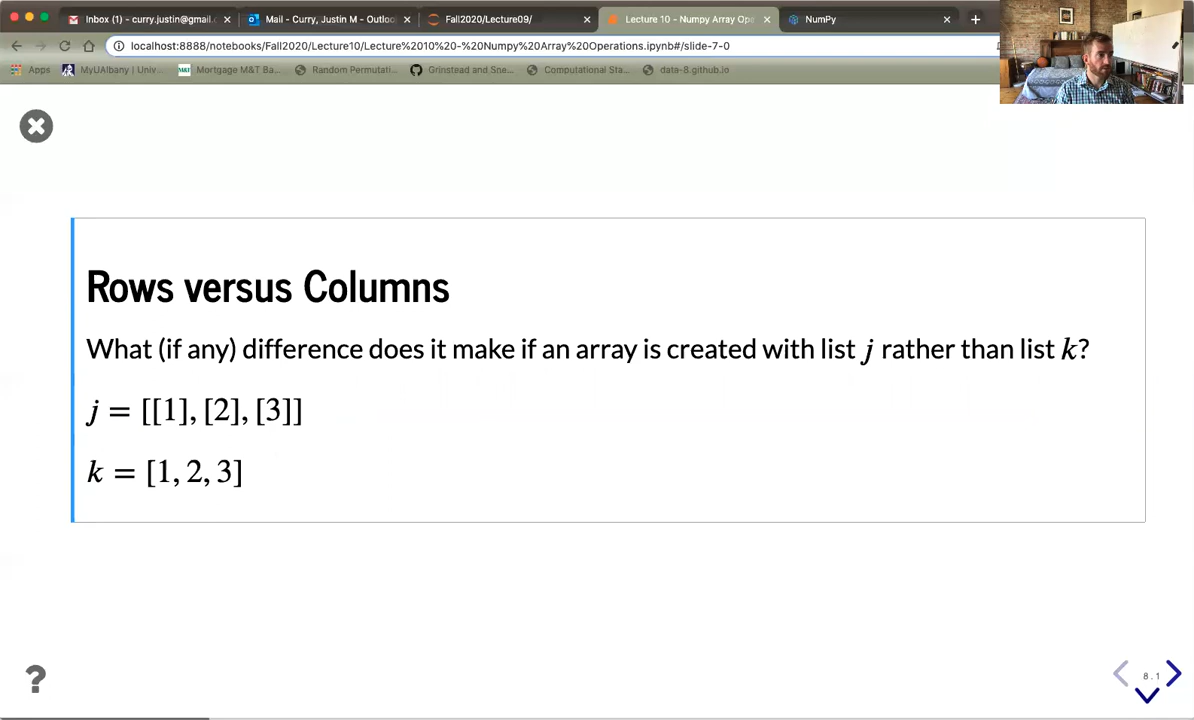 Inbox (1) - curry.justin@gmail. Mail - Curry, Justin M - Outloo Fall2020/Lecture09/ Lecture 10 - Numpy Array Ope NumPy
localhost:8888/notebooks/Fall2020/Lecture10/Lecture%2010%20-%20Numpy%20Array%20Operations.ipynb#/slide-7-0
Apps MyUAlbany | Univ... M&T Mortgage M&T Ba... Random Permutati... Grinstead and Sne... Computational Sta... data-8.github.io
Rows versus Columns
What (if any) difference does it make if an array is created with list j rather than list k?
j = [[1], [2], [3]]
k = [1, 2, 3]
?
8.1